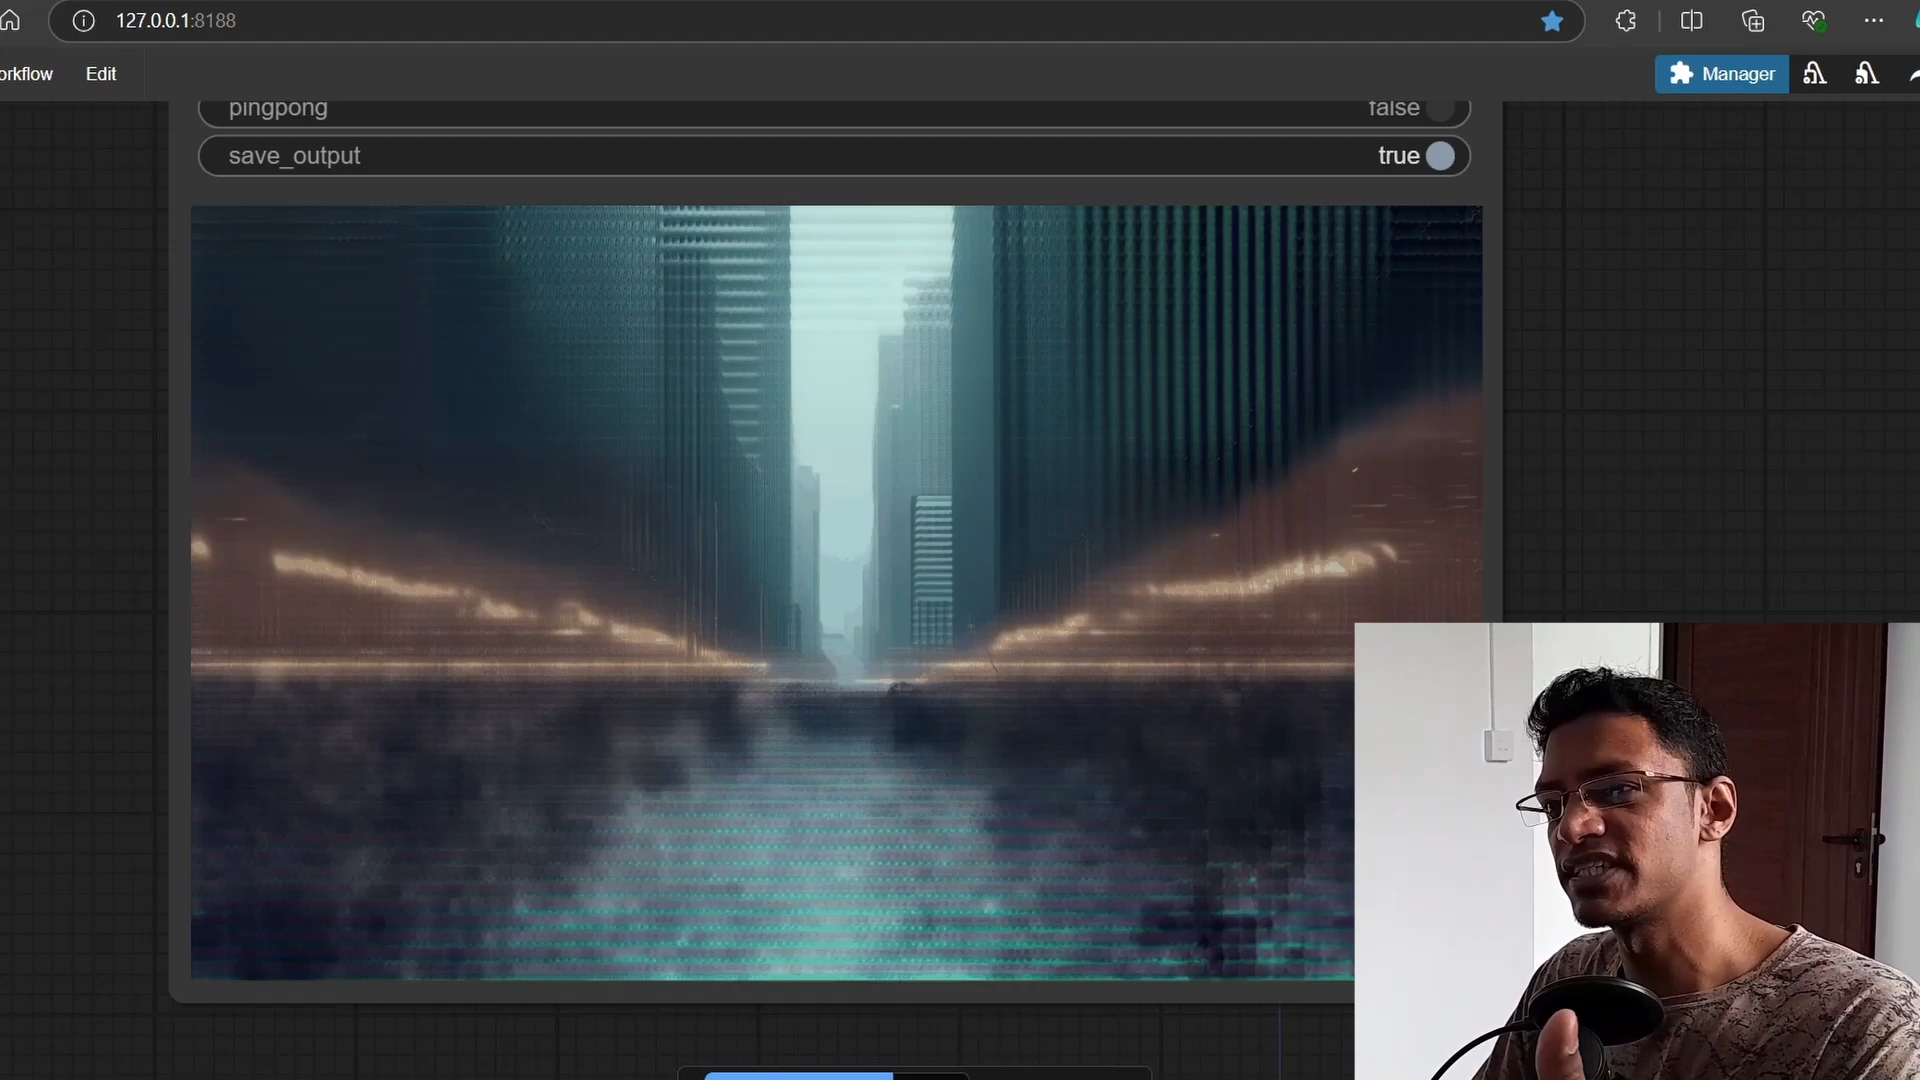 127.0.0.1:8188
orkflow Edit Manager
pingpong false
save_output true